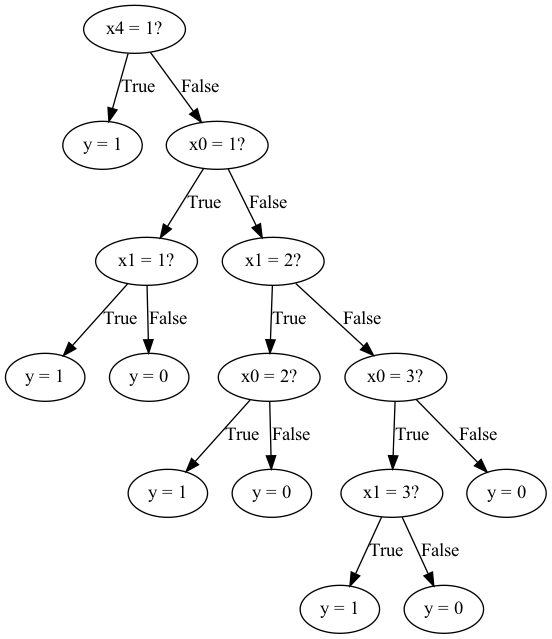 x4 = 1?
True
False
y = 1
x0 = 1?
True
False
x1 = 1?
x1 = 2?
True
False
True
False
y = 1
y = 0
x0 = 2?
x0 = 3?
True
False
True
False
y = 1
y = 0
x1 = 3?
y = 0
True
False
y = 1
y = 0